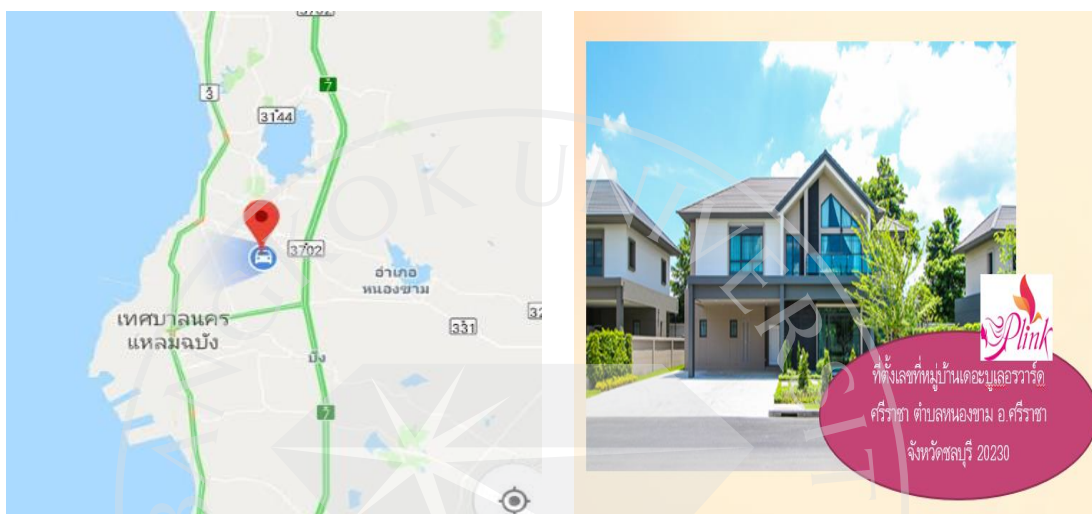 3702
7
3
3144
3702
อำเภอ
หนองขาม
เทศบาลนคร
แหลมฉบัง
331
32
บึง
7
Plink
ที่ตั้งเลขที่หมู่บ้านเดอะบูเลอรวาร์ด
ศรีราชา ตำบลหนองขาม อ.ศรีราชา
จังหวัดชลบุรี 20230